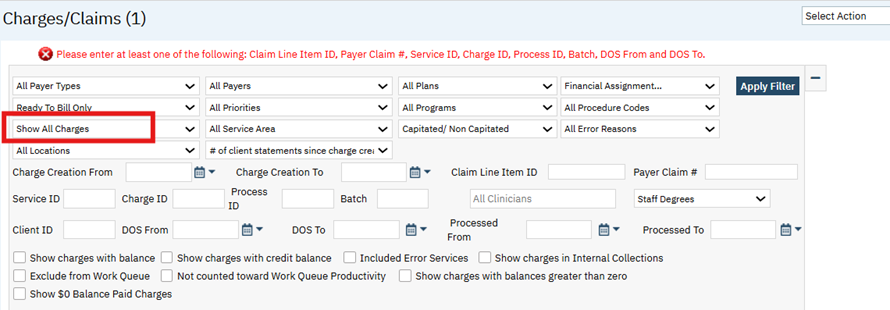 Charges/Claims (1)
Select Action
Please enter at least one of the following: Claim Line Item ID, Payer Claim #, Service ID, Charge ID, Process ID, Batch, DOS From and DOS To.
All Payer Types All Payers All Plans Financial Assignment... Apply Filter
Ready To Bill Only All Priorities All Programs All Procedure Codes
Show All Charges All Service Area Capitated/ Non Capitated All Error Reasons
All Locations # of client statements since charge crea
Charge Creation From Charge Creation To Claim Line Item ID Payer Claim #
Service ID Charge ID Process ID Batch All Clinicians Staff Degrees
Client ID DOS From DOS To Processed From Processed To
Show charges with balance Show charges with credit balance Included Error Services Show charges in Internal Collections
Exclude from Work Queue Not counted toward Work Queue Productivity Show charges with balances greater than zero
Show $0 Balance Paid Charges